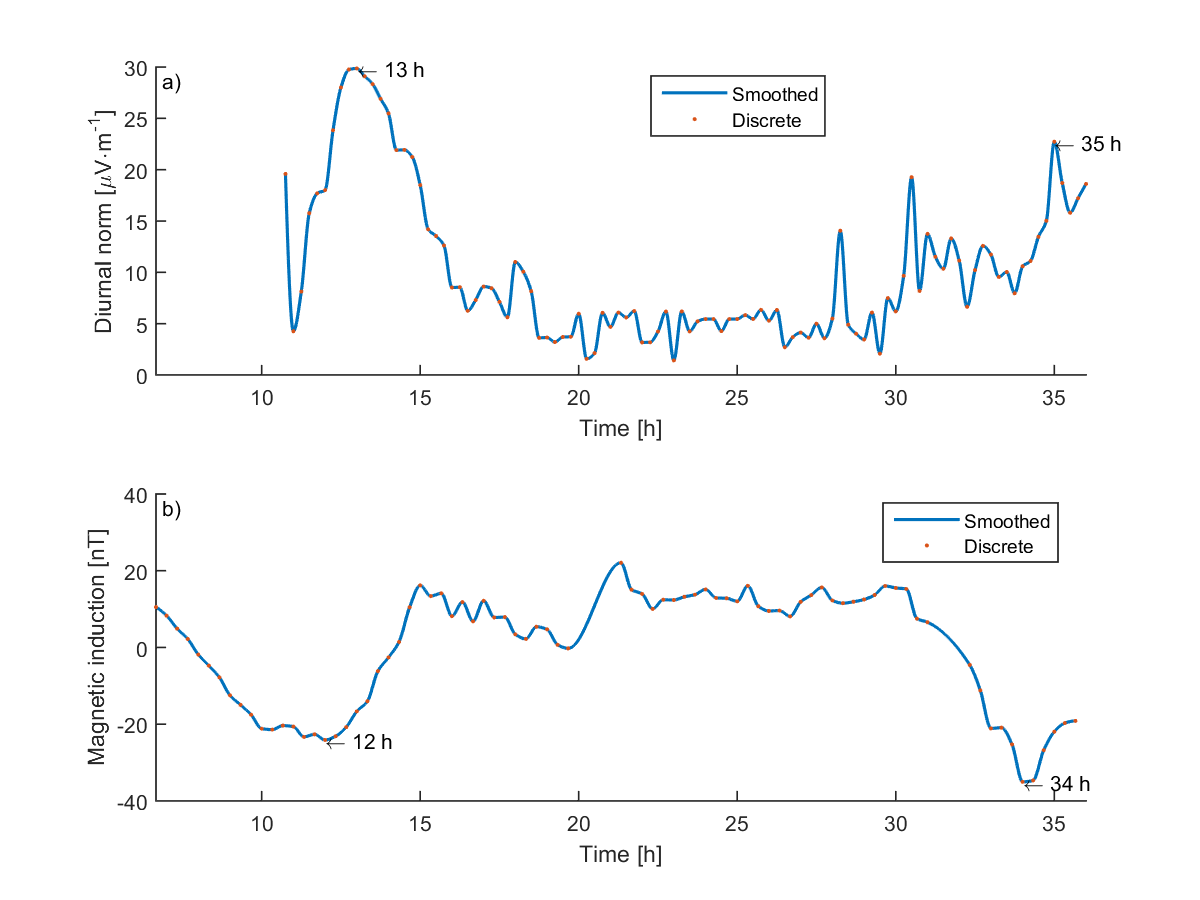 a)
30
25
20
15
10
5
0
Diurnal norm [μV·m⁻¹]
← 13 h
← 35 h
Smoothed
Discrete
10 15 20 25 30 35
Time [h]
b)
40
20
0
-20
-40
Magnetic induction [nT]
← 12 h
← 34 h
Smoothed
Discrete
10 15 20 25 30 35
Time [h]